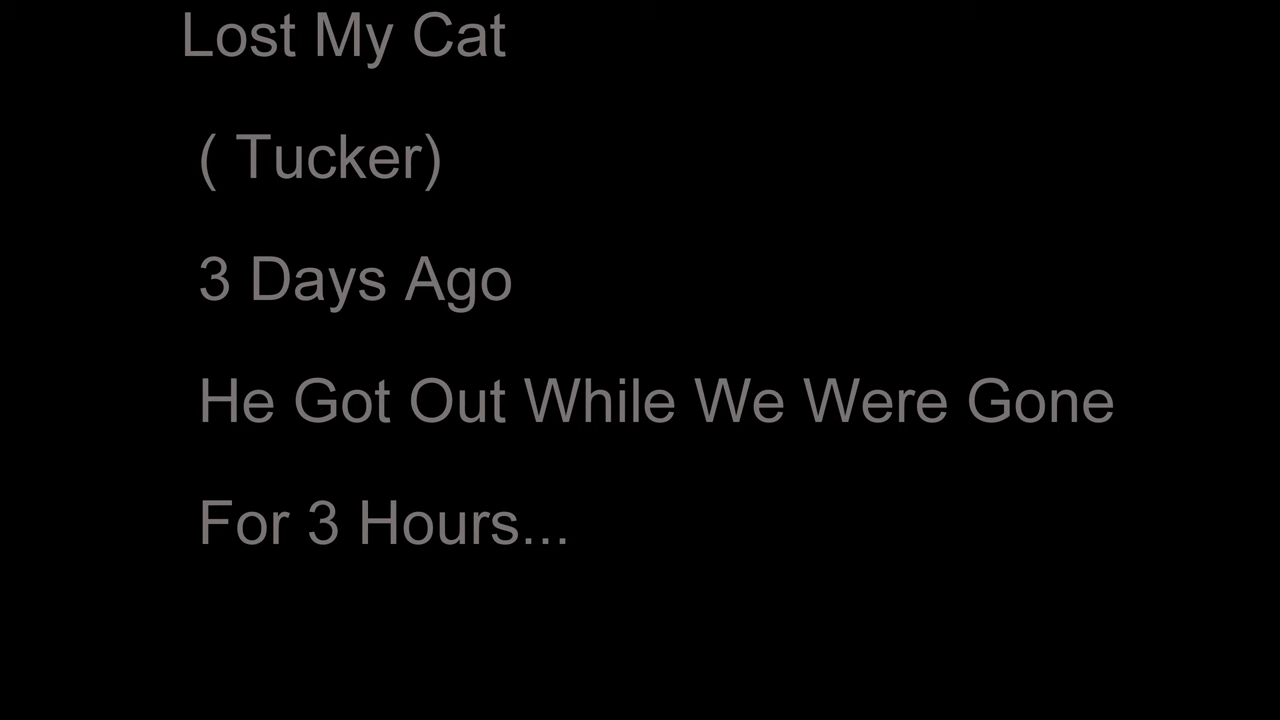 Lost My Cat
( Tucker)
3 Days Ago
He Got Out While We Were Gone
For 3 Hours...